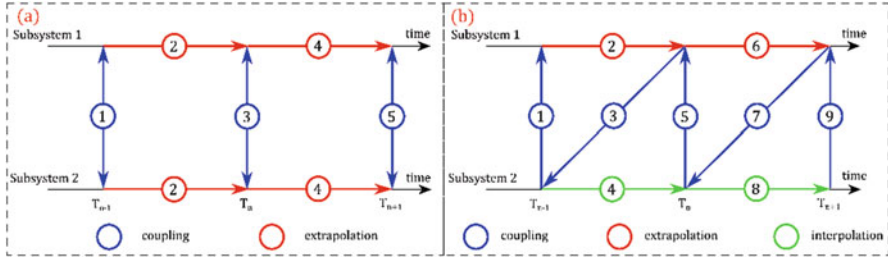 (a)
Subsystem 1
time
2
4
1
3
5
Subsystem 2
time
2
4
Tn-1
Tn
Tn+1
coupling
extrapolation
(b)
Subsystem 1
time
2
6
1
3
5
7
9
Subsystem 2
time
4
8
Tn-1
Tn
Tn+1
coupling
extrapolation
interpolation